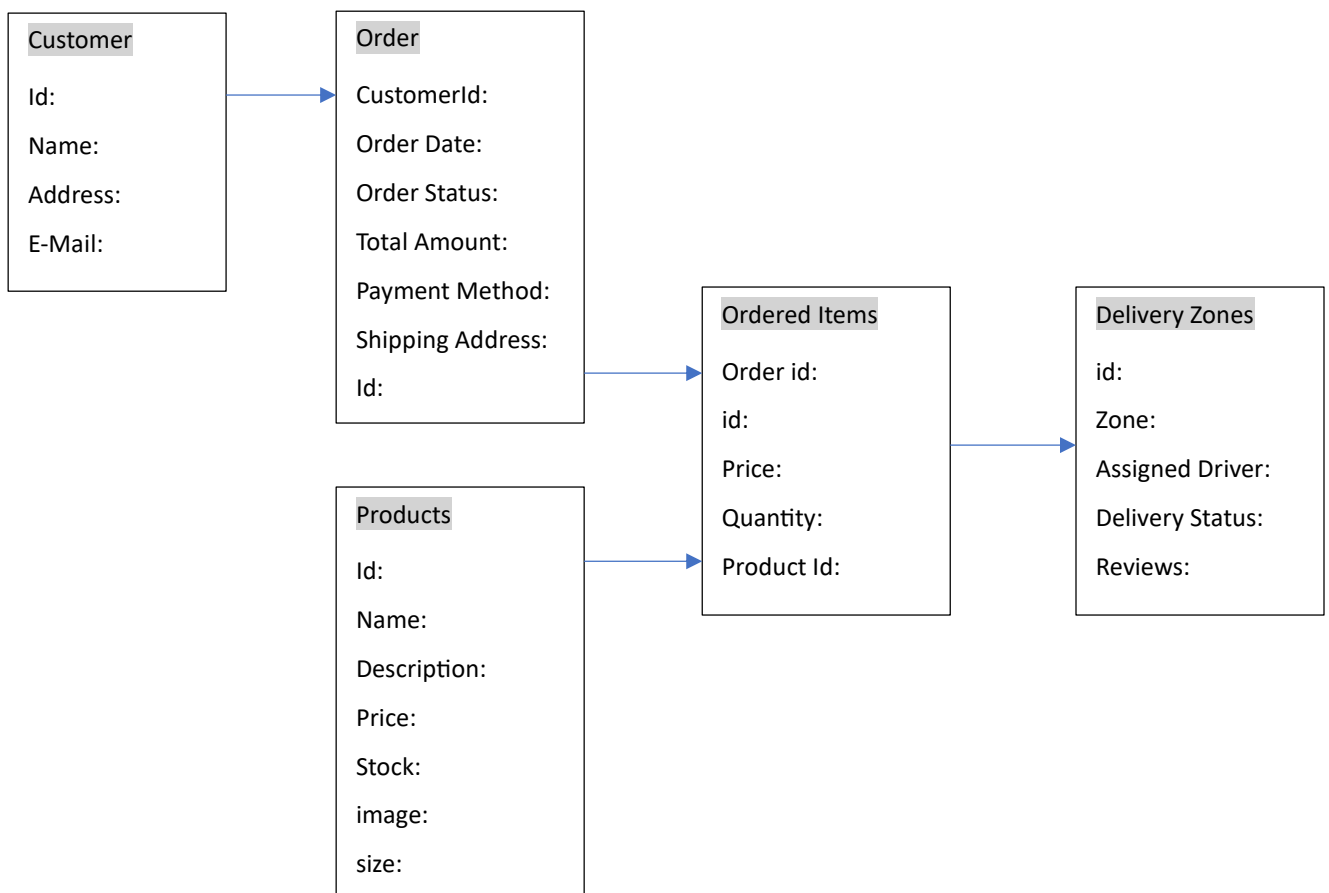 Customer
Id:
Name:
Address:
E-Mail:
Order
CustomerId:
Order Date:
Order Status:
Total Amount:
Payment Method:
Shipping Address:
Id:
Products
Id:
Name:
Description:
Price:
Stock:
image:
size:
Ordered Items
Order id:
id:
Price:
Quantity:
Product Id:
Delivery Zones
id:
Zone:
Assigned Driver:
Delivery Status:
Reviews: